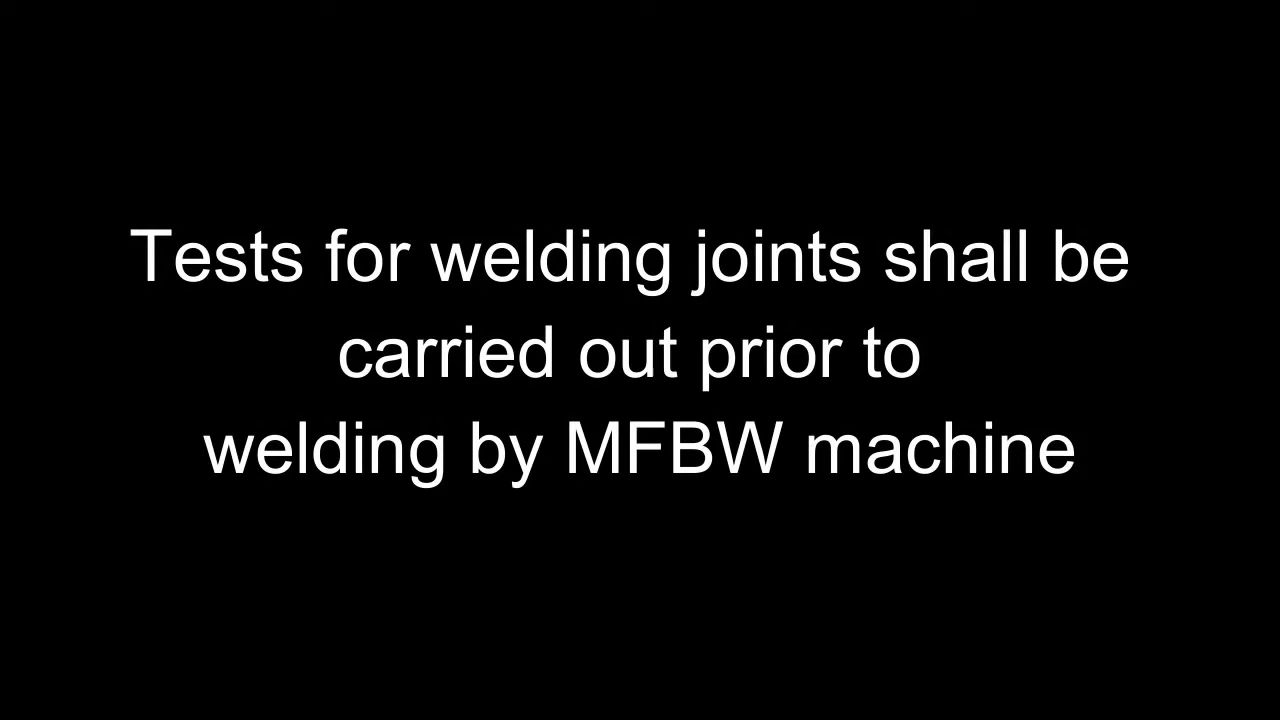 Tests for welding joints shall be
carried out prior to
welding by MFBW machine